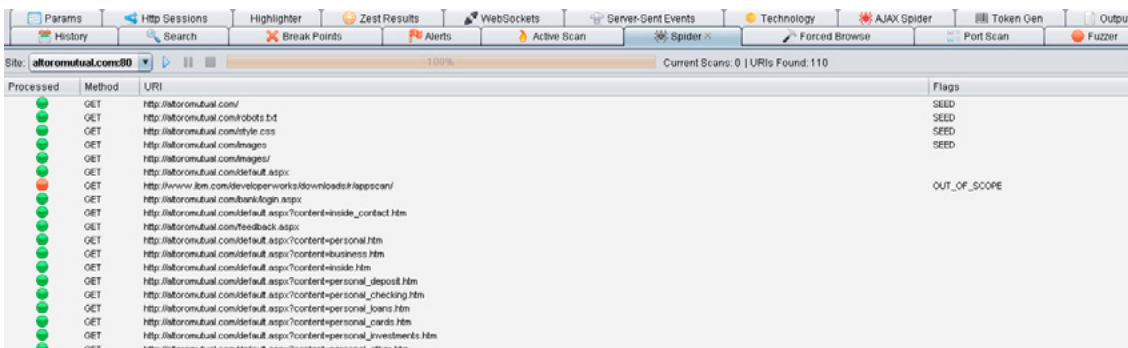 Params Http Sessions Highlighter Zest Results WebSockets Server-Sent Events Technology AJAX Spider Token Gen Outpu
History Search Break Points Alerts Active Scan Spider Forced Browse Port Scan Fuzzer
Site: altoromutual.com:80 100% Current Scans: 0 | URIs Found: 110
Processed Method URI Flags
GET http://altoromutual.com/ SEED
GET http://altoromutual.com/robots.txt SEED
GET http://altoromutual.com/style.css SEED
GET http://altoromutual.com/images SEED
GET http://altoromutual.com/images/
GET http://altoromutual.com/default.aspx
GET http://www.ibm.com/developerworks/downloads/r/appscan/ OUT_OF_SCOPE
GET http://altoromutual.com/bank/login.aspx
GET http://altoromutual.com/default.aspx?content=inside_contact.htm
GET http://altoromutual.com/feedback.aspx
GET http://altoromutual.com/default.aspx?content=personal.htm
GET http://altoromutual.com/default.aspx?content=business.htm
GET http://altoromutual.com/default.aspx?content=inside.htm
GET http://altoromutual.com/default.aspx?content=personal_deposit.htm
GET http://altoromutual.com/default.aspx?content=personal_checking.htm
GET http://altoromutual.com/default.aspx?content=personal_loans.htm
GET http://altoromutual.com/default.aspx?content=personal_cards.htm
GET http://altoromutual.com/default.aspx?content=personal_investments.htm